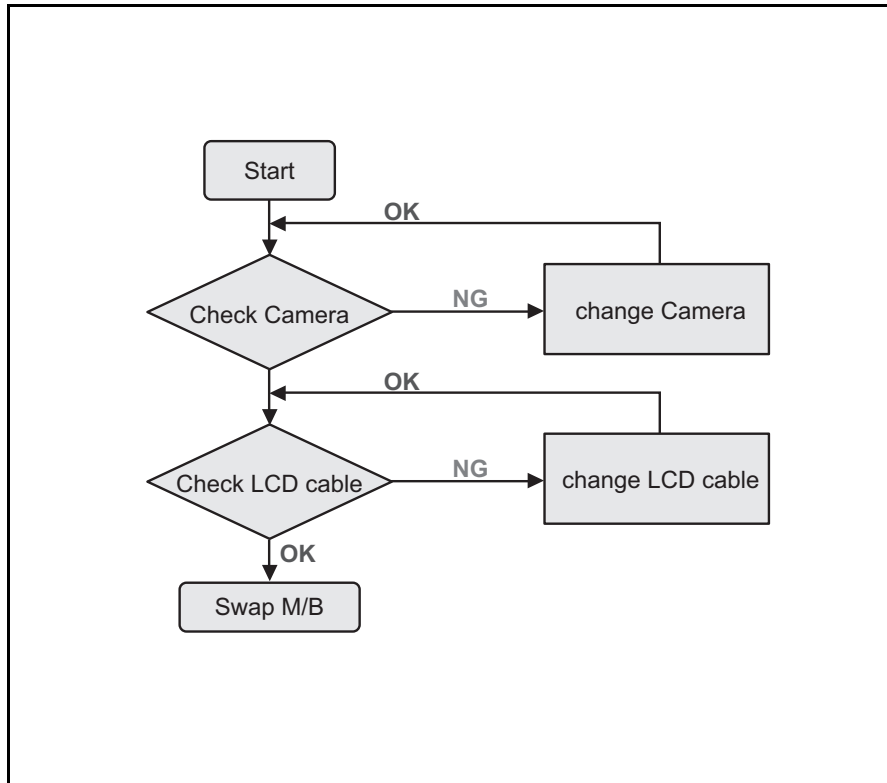 Start
OK
Check Camera
NG
change Camera
OK
Check LCD cable
NG
change LCD cable
OK
Swap M/B